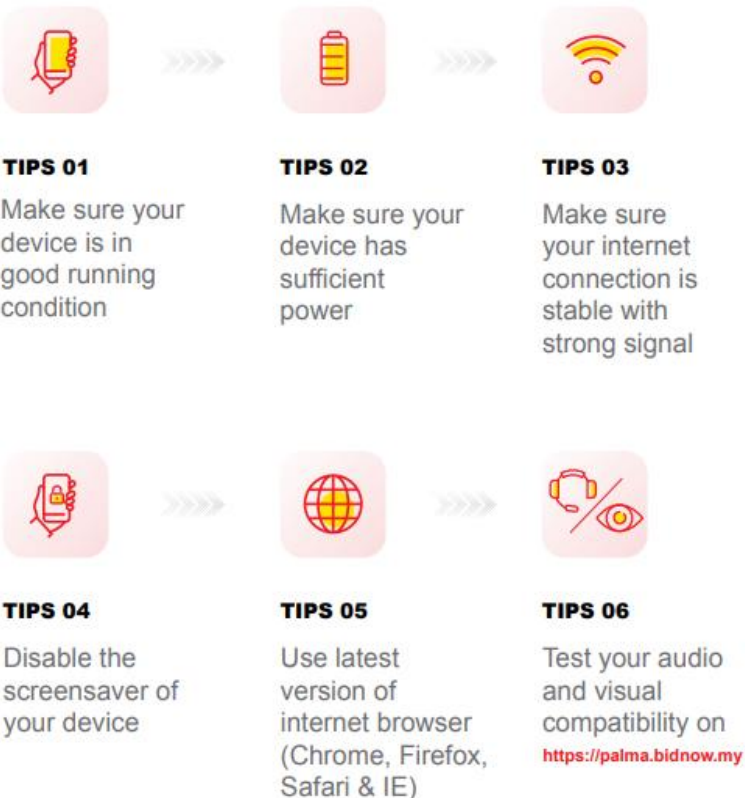 TIPS 01
Make sure your
device is in
good running
condition
TIPS 02
Make sure your
device has
sufficient
power
TIPS 03
Make sure
your internet
connection is
stable with
strong signal
TIPS 04
Disable the
screensaver of
your device
TIPS 05
Use latest
version of
internet browser
(Chrome, Firefox,
Safari & IE)
TIPS 06
Test your audio
and visual
compatibility on
https://palma.bidnow.my